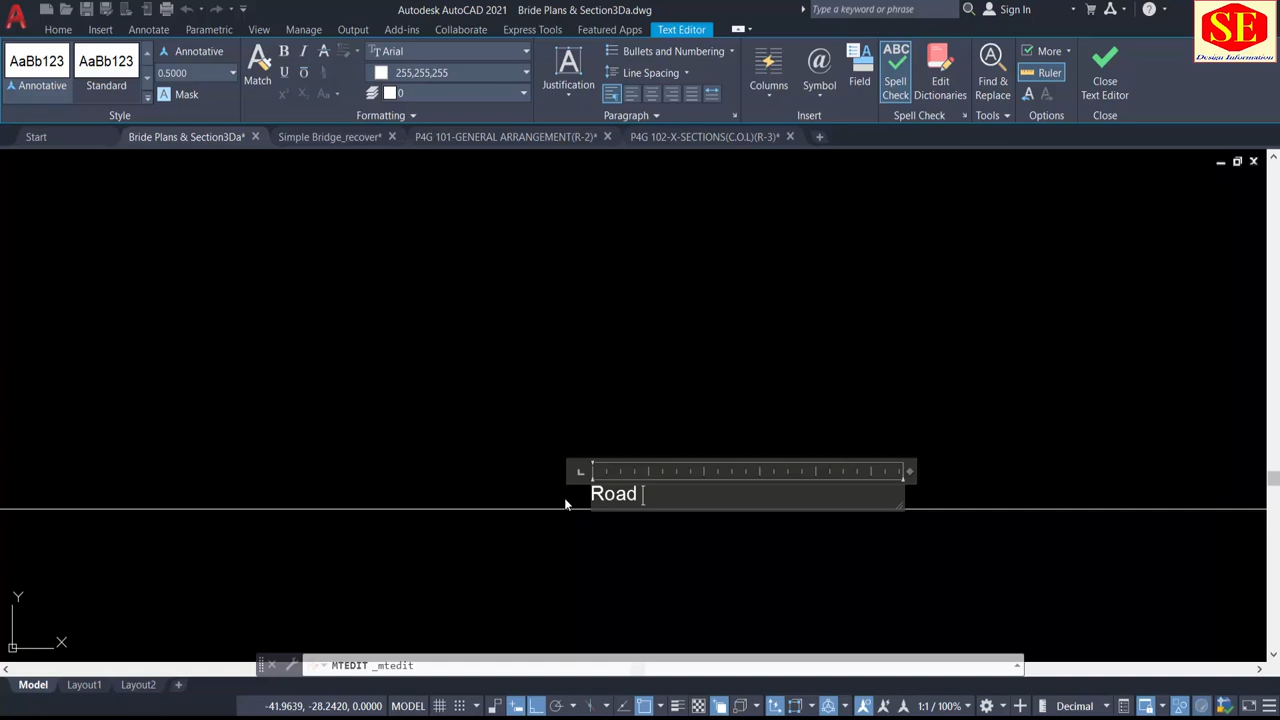 Autodesk AutoCAD 2021 Bride Plans & Section3Da.dwg
Type a keyword or phrase
Sign In
SE
Design Information
Home Insert Annotate Parametric View Manage Output Add-ins Collaborate Express Tools Featured Apps Text Editor
AaBb123 AaBb123 Annotative
Annotative Standard 0.5000
Mask
Match
B I A
U O
Arial
255,255,255
0
Justification
Bullets and Numbering
Line Spacing
Columns Symbol Field
ABC
Spell Check
Edit Dictionaries
Find & Replace
More
Ruler
Close Text Editor
Style Formatting Paragraph Insert Spell Check Tools Options Close
Start Bride Plans & Section3Da* Simple Bridge_recover* P4G 101-GENERAL ARRANGEMENT(R-2)* P4G 102-X-SECTIONS(C.O.L)(R-3)*
Road
Y
X
MTEDIT _mtedit
Model Layout1 Layout2
-41.9639, -28.2420, 0.0000 MODEL 1:1 / 100% Decimal